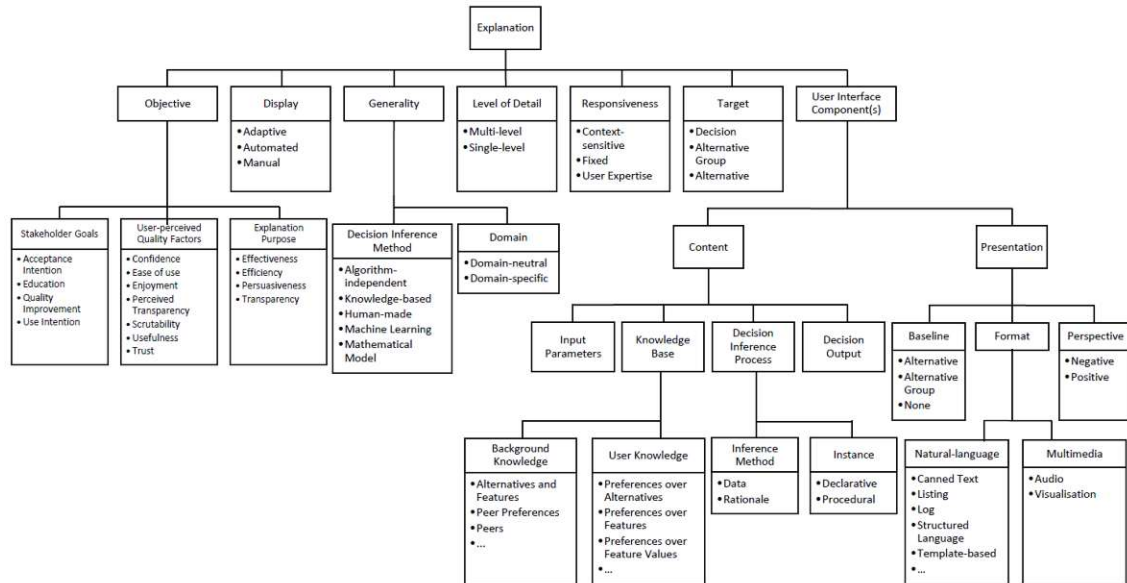 Explanation
Objective
Display
• Adaptive
• Automated
• Manual
Generality
Level of Detail
• Multi-level
• Single-level
Responsiveness
• Context-
sensitive
• Fixed
• User Expertise
Target
• Decision
• Alternative
Group
• Alternative
User Interface
Component(s)
Stakeholder Goals
• Acceptance
Intention
• Education
• Quality
Improvement
• Use Intention
User-perceived
Quality Factors
• Confidence
• Ease of use
• Enjoyment
• Perceived
Transparency
• Scrutability
• Usefulness
• Trust
Explanation
Purpose
• Effectiveness
• Efficiency
• Persuasiveness
• Transparency
Decision Inference
Method
• Algorithm-
independent
• Knowledge-based
• Human-made
• Machine Learning
• Mathematical
Model
Domain
• Domain-neutral
• Domain-specific
Content
Presentation
Input
Parameters
Knowledge
Base
Decision
Inference
Process
Decision
Output
Baseline
• Alternative
• Alternative
Group
• None
Format
Perspective
• Negative
• Positive
Background
Knowledge
• Alternatives and
Features
• Peer Preferences
• Peers
• ...
User Knowledge
• Preferences over
Alternatives
• Preferences over
Features
• Preferences over
Feature Values
• ...
Inference
Method
• Data
• Rationale
Instance
• Declarative
• Procedural
Natural-language
• Canned Text
• Listing
• Log
• Structured
Language
• Template-based
• ...
Multimedia
• Audio
• Visualisation